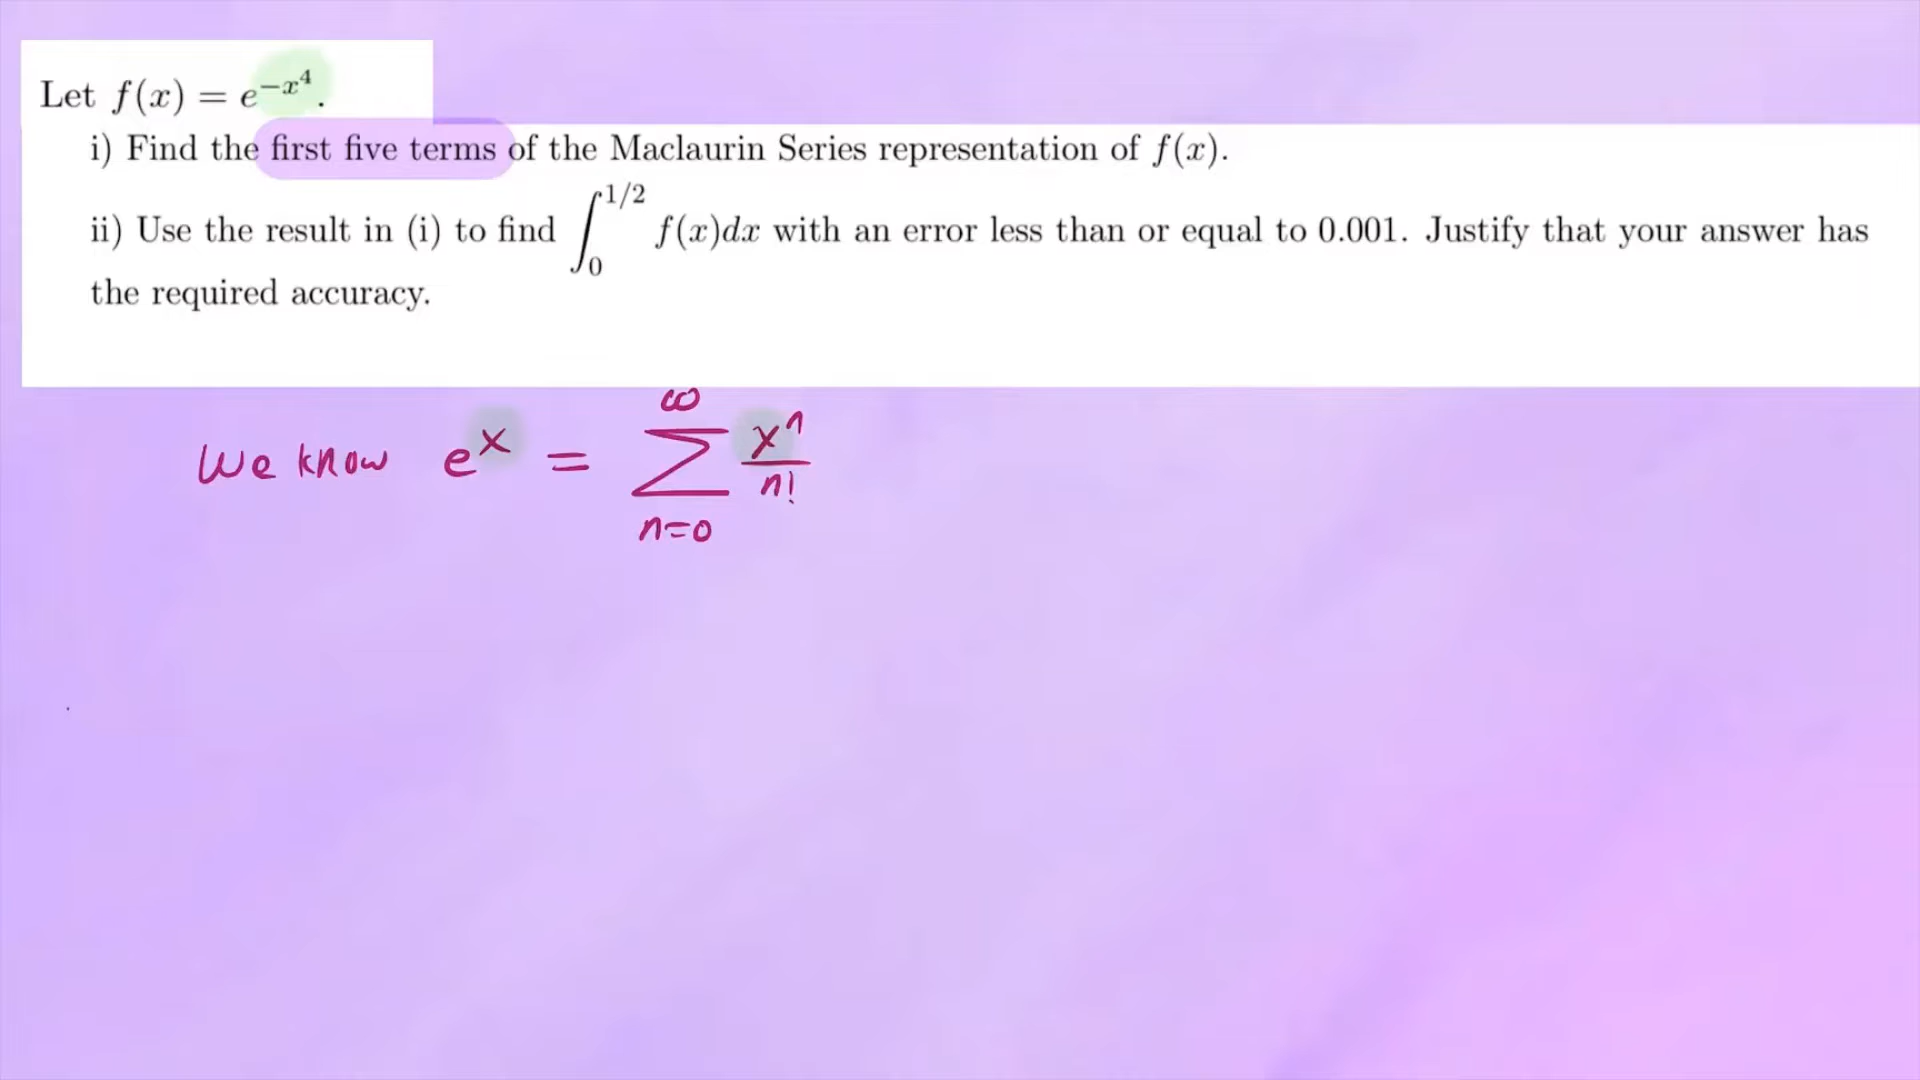 Let f(x) = e^{-x^4}.
i) Find the first five terms of the Maclaurin Series representation of f(x).
ii) Use the result in (i) to find ∫_0^{1/2} f(x)dx with an error less than or equal to 0.001. Justify that your answer has
the required accuracy.
We know e^x = ∑_{n=0}^{∞} x^n/n!